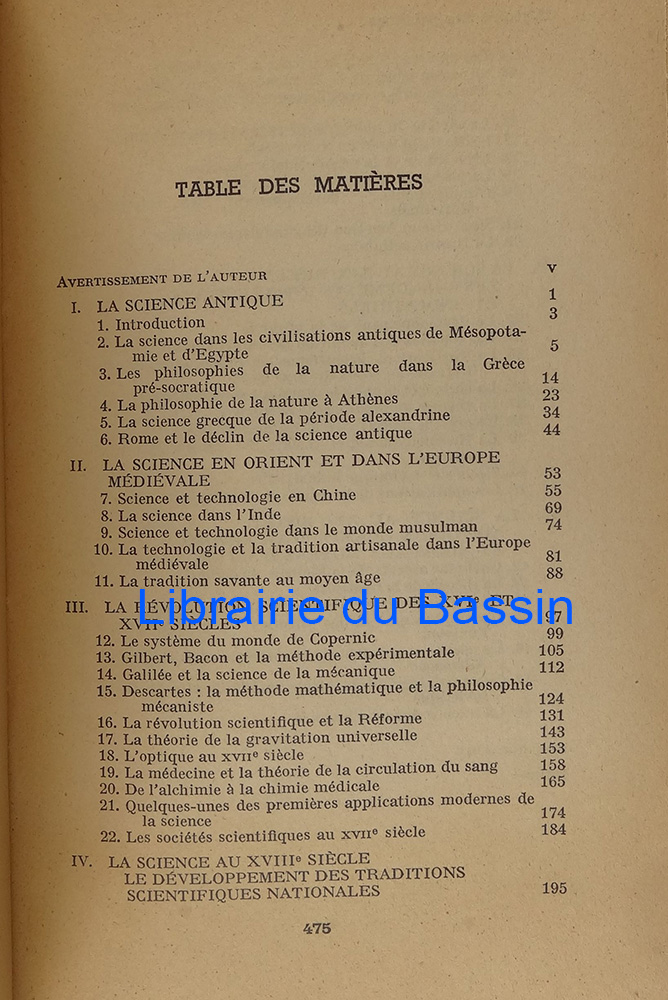 TABLE DES MATIÈRES
AVERTISSEMENT DE L'AUTEUR V
I. LA SCIENCE ANTIQUE 1
1. Introduction 3
2. La science dans les civilisations antiques de Mésopota-
mie et d'Egypte 5
3. Les philosophies de la nature dans la Grèce
pré-socratique 14
4. La philosophie de la nature à Athènes 23
5. La science grecque de la période alexandrine 34
6. Rome et le déclin de la science antique 44
II. LA SCIENCE EN ORIENT ET DANS L'EUROPE
MÉDIÉVALE 53
7. Science et technologie en Chine 55
8. La science dans l'Inde 69
9. Science et technologie dans le monde musulman 74
10. La technologie et la tradition artisanale dans l'Europe
médiévale 81
11. La tradition savante au moyen âge 88
III. LA RÉVOLUTION SCIENTIFIQUE DES XVIe ET
XVIIe SIÈCLES 97
Librairie du Bassin
12. Le système du monde de Copernic 99
13. Gilbert, Bacon et la méthode expérimentale 105
14. Galilée et la science de la mécanique 112
15. Descartes : la méthode mathématique et la philosophie
mécaniste 124
16. La révolution scientifique et la Réforme 131
17. La théorie de la gravitation universelle 143
18. L'optique au XVIIe siècle 153
19. La médecine et la théorie de la circulation du sang 158
20. De l'alchimie à la chimie médicale 165
21. Quelques-unes des premières applications modernes de
la science 174
22. Les sociétés scientifiques au XVIIe siècle 184
IV. LA SCIENCE AU XVIIIe SIÈCLE
LE DÉVELOPPEMENT DES TRADITIONS
SCIENTIFIQUES NATIONALES 195
475